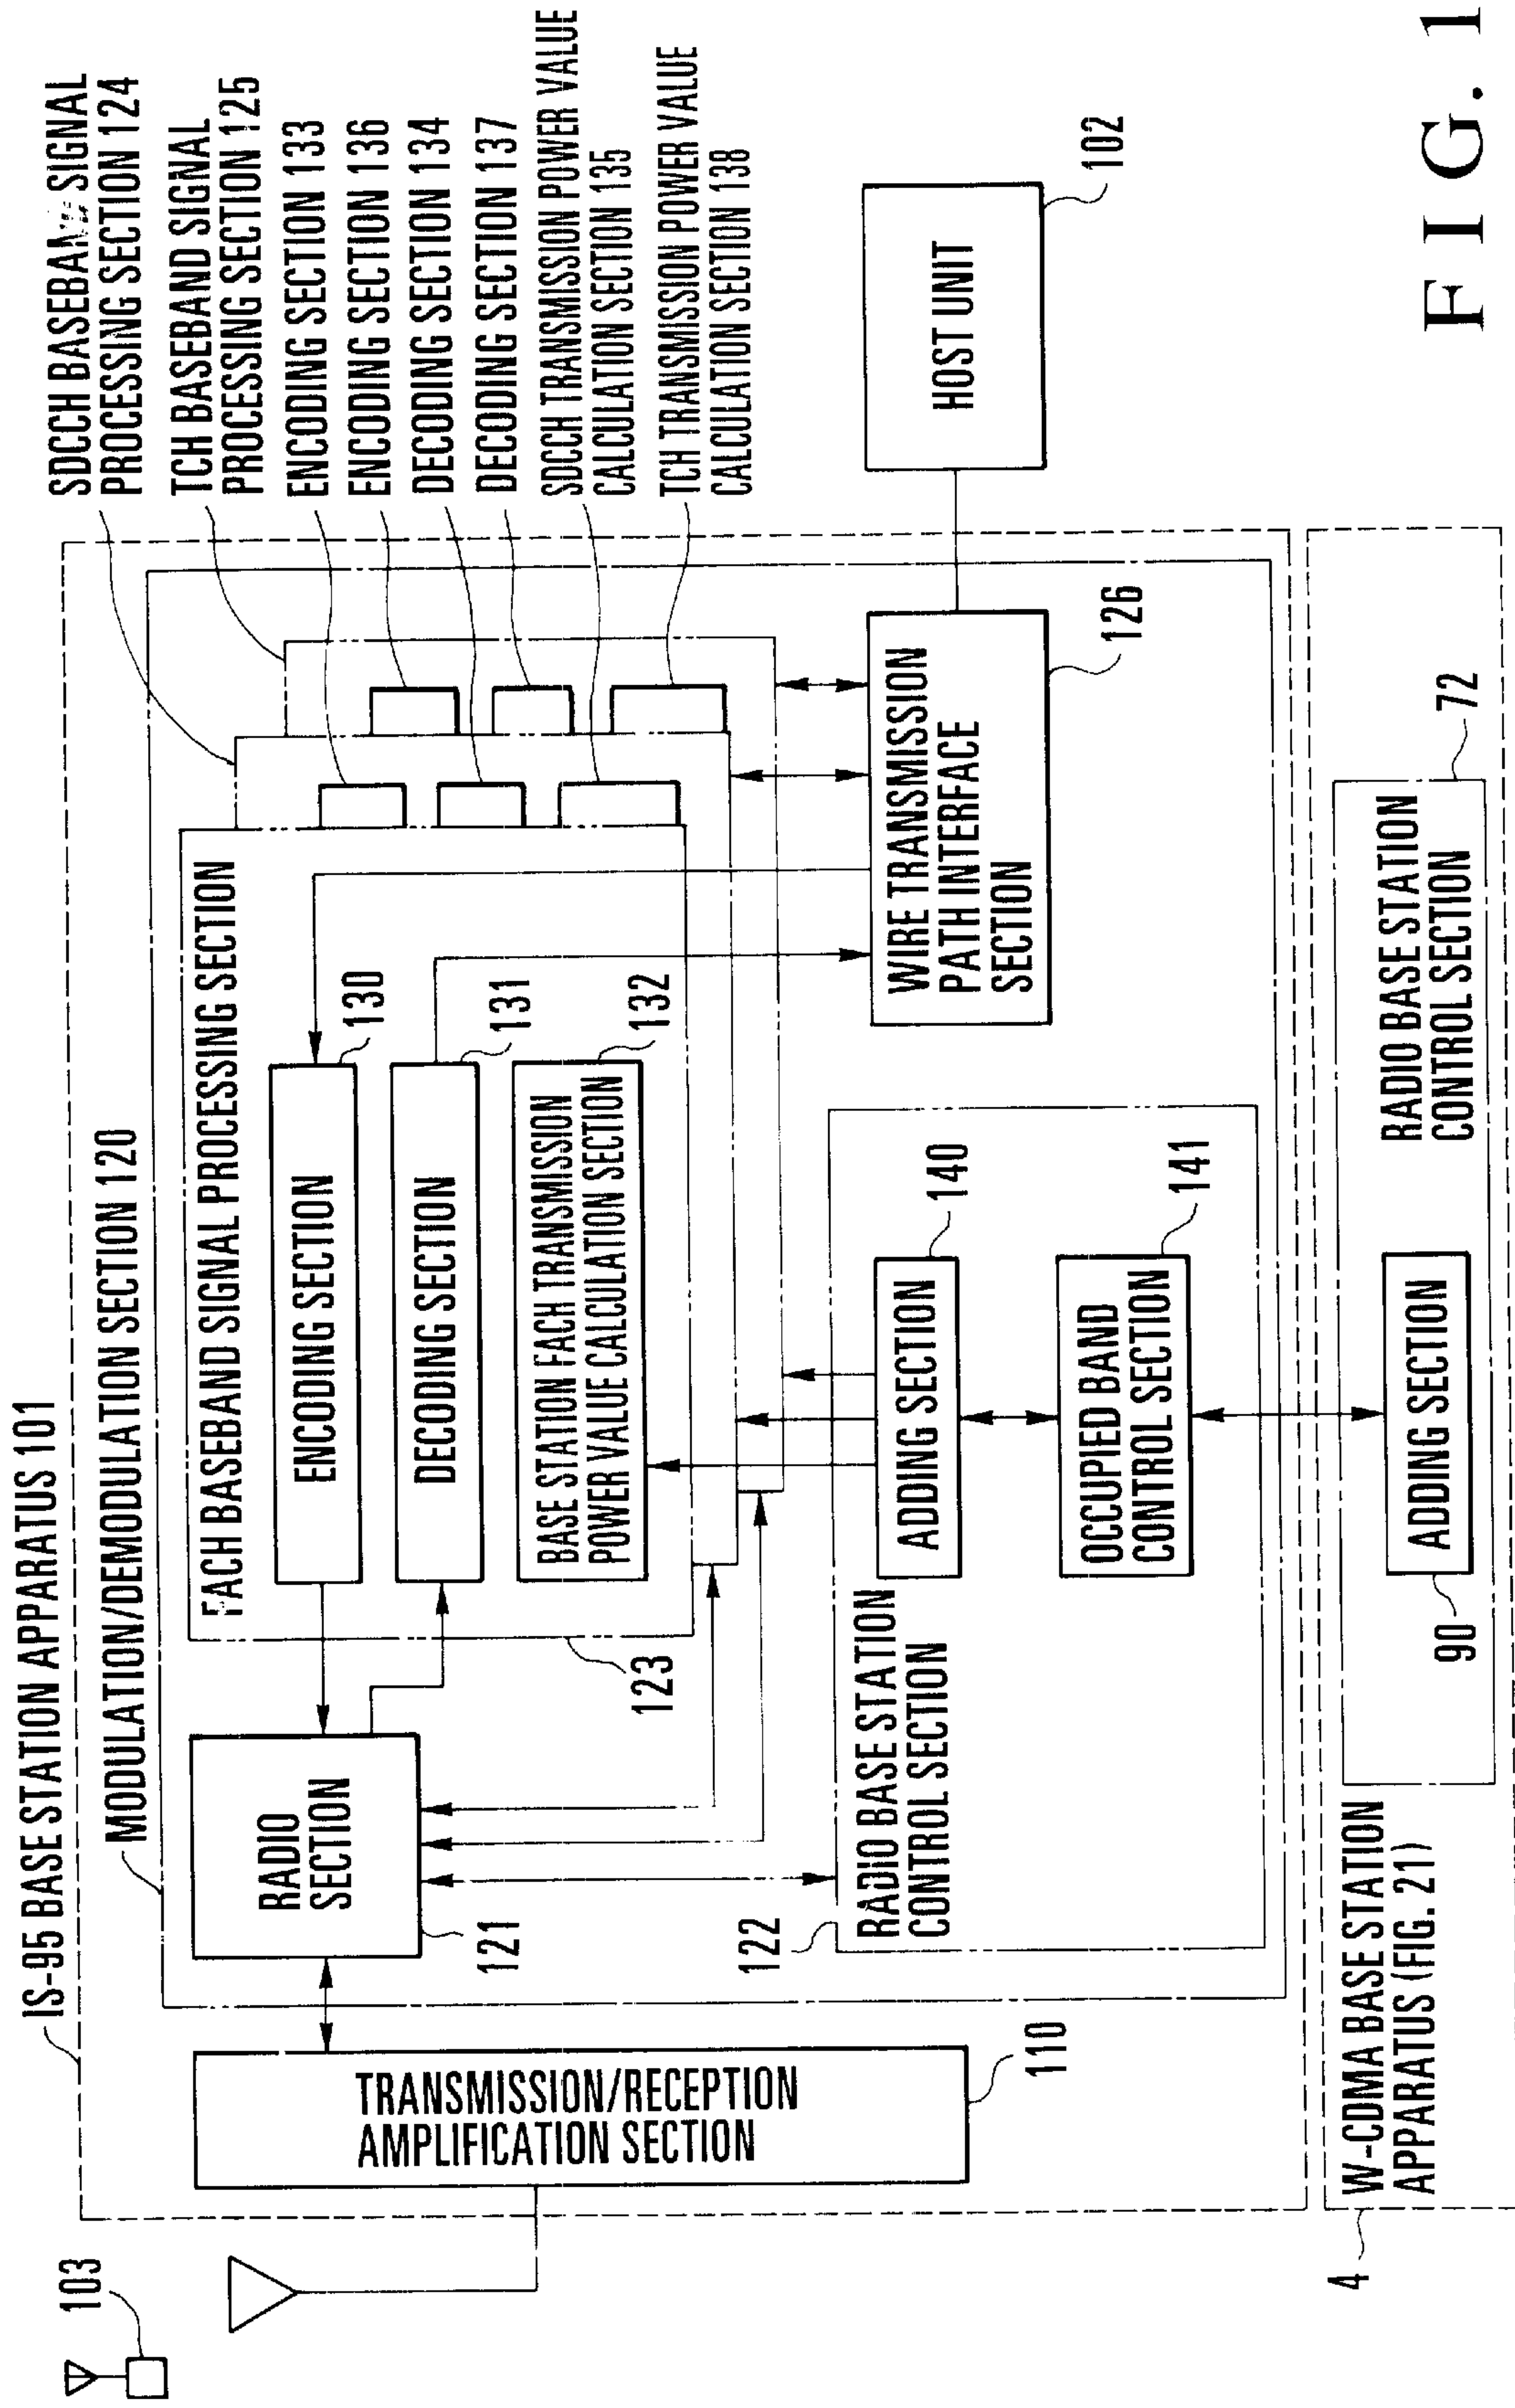 IS-95 BASE STATION APPARATUS 101
MODULATION/DEMODULATION SECTION 120
SDCCH BASEBAND SIGNAL
PROCESSING SECTION 124
TCH BASEBAND SIGNAL
PROCESSING SECTION 125
ENCODING SECTION 133
ENCODING SECTION 136
DECODING SECTION 134
DECODING SECTION 137
SDCCH TRANSMISSION POWER VALUE
CALCULATION SECTION 135
TCH TRANSMISSION POWER VALUE
CALCULATION SECTION 138
103
TRANSMISSION/RECEPTION
AMPLIFICATION SECTION
110
RADIO
SECTION
121
FACH BASEBAND SIGNAL PROCESSING SECTION
123
ENCODING SECTION
130
DECODING SECTION
131
BASE STATION FACH TRANSMISSION
POWER VALUE CALCULATION SECTION
132
WIRE TRANSMISSION
PATH INTERFACE
SECTION
126
HOST UNIT
102
122
RADIO BASE STATION
CONTROL SECTION
ADDING SECTION
140
OCCUPIED BAND
CONTROL SECTION
141
4
W-CDMA BASE STATION
APPARATUS (FIG. 21)
90
ADDING SECTION
RADIO BASE STATION
CONTROL SECTION
72
FIG. 1